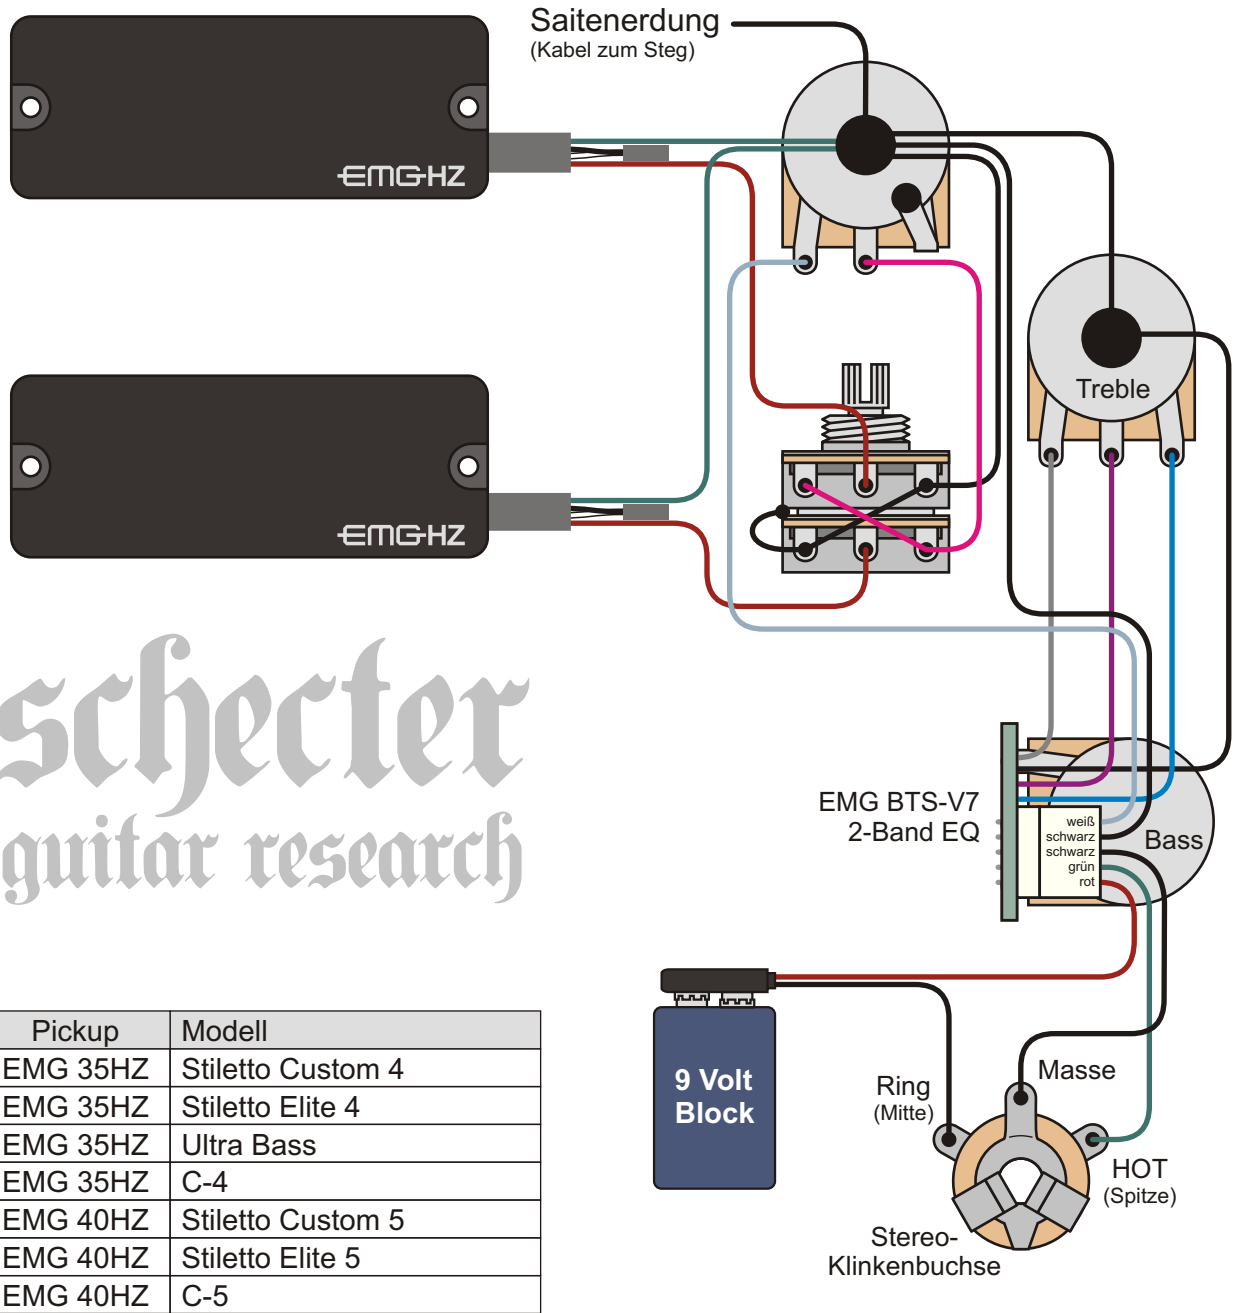 Saitenerdung
(Kabel zum Steg)
EMG-HZ
Treble
EMG-HZ
schecter
guitar research
EMG BTS-V7
2-Band EQ
weiß
schwarz
schwarz
grün
rot
Bass
9 Volt
Block
Ring
(Mitte)
Masse
HOT
(Spitze)
Stereo-
Klinkenbuchse
Pickup Modell
EMG 35HZ Stiletto Custom 4
EMG 35HZ Stiletto Elite 4
EMG 35HZ Ultra Bass
EMG 35HZ C-4
EMG 40HZ Stiletto Custom 5
EMG 40HZ Stiletto Elite 5
EMG 40HZ C-5